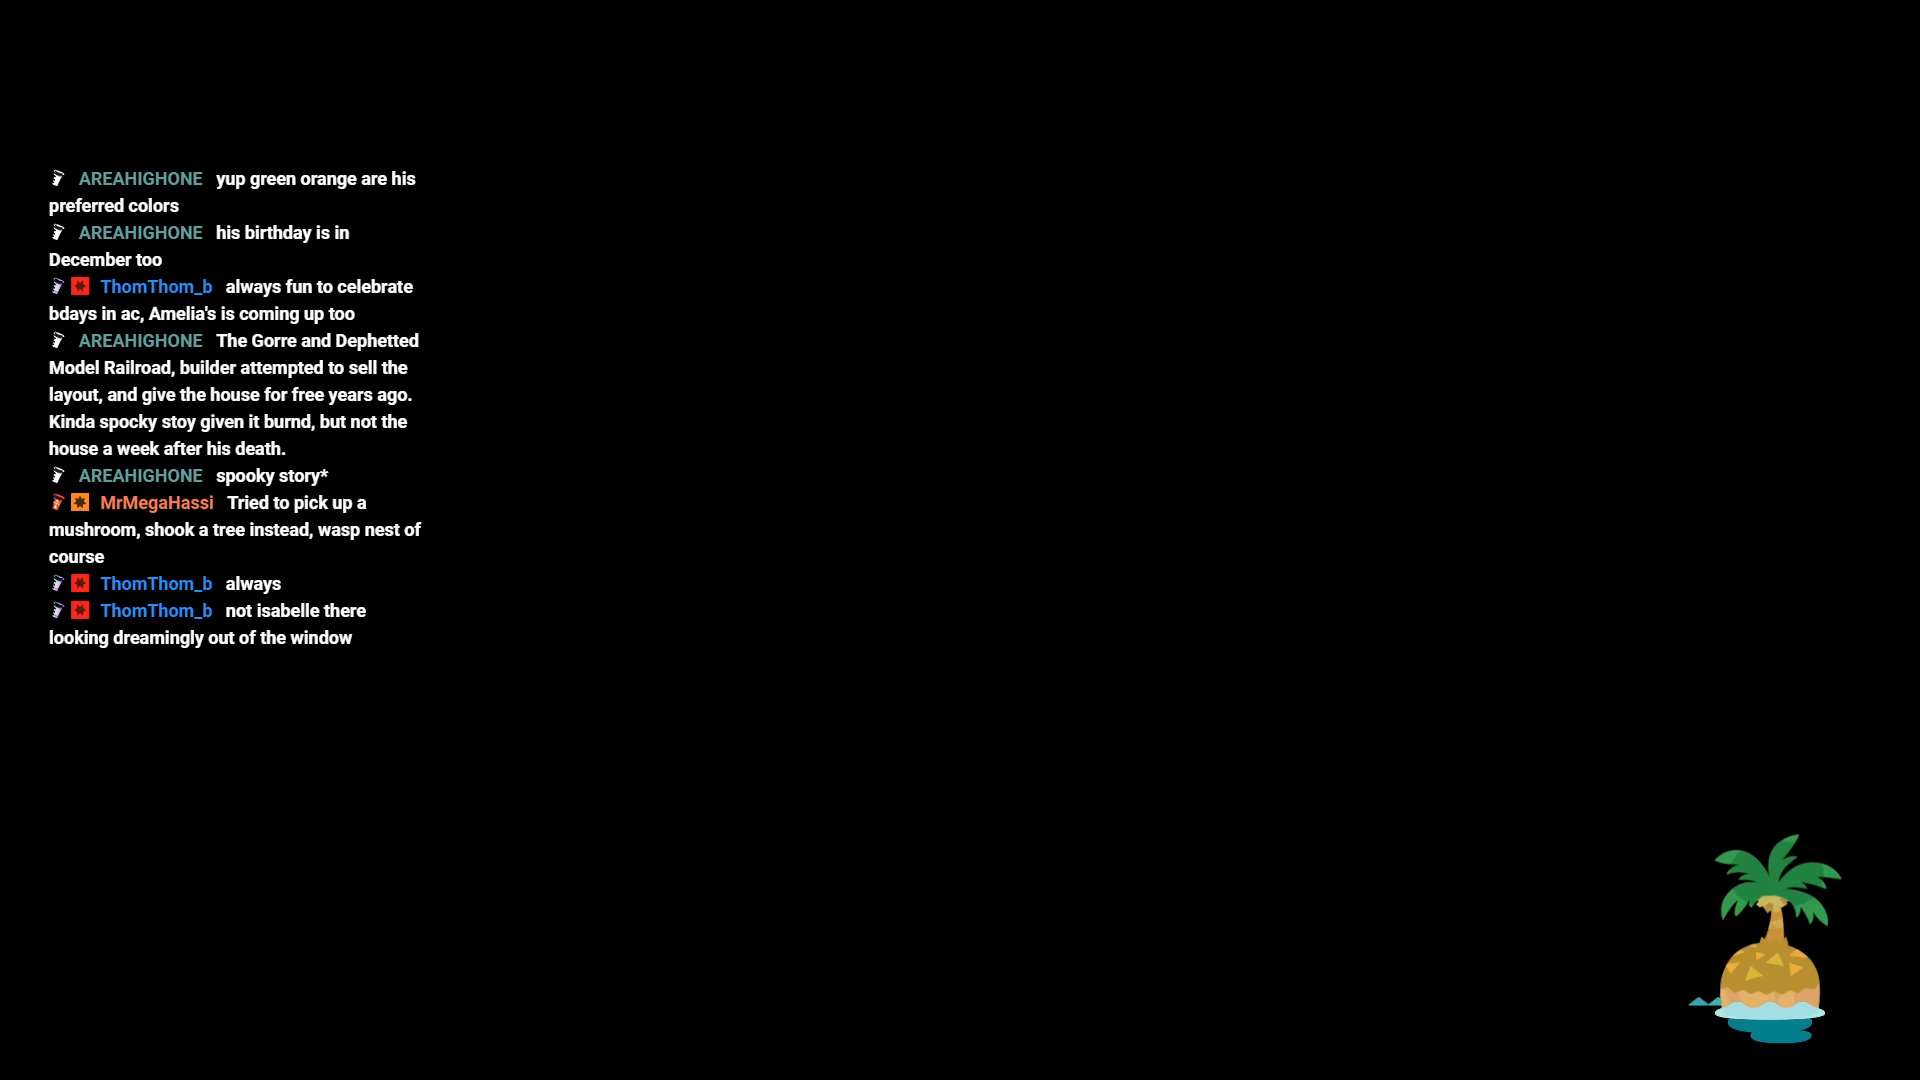 AREAHIGHONE yup green orange are his
preferred colors
AREAHIGHONE his birthday is in
December too
ThomThom_b always fun to celebrate
bdays in ac, Amelia's is coming up too
AREAHIGHONE The Gorre and Dephetted
Model Railroad, builder attempted to sell the
layout, and give the house for free years ago.
Kinda spocky stoy given it burnd, but not the
house a week after his death.
AREAHIGHONE spooky story*
MrMegaHassi Tried to pick up a
mushroom, shook a tree instead, wasp nest of
course
ThomThom_b always
ThomThom_b not isabelle there
looking dreamingly out of the window